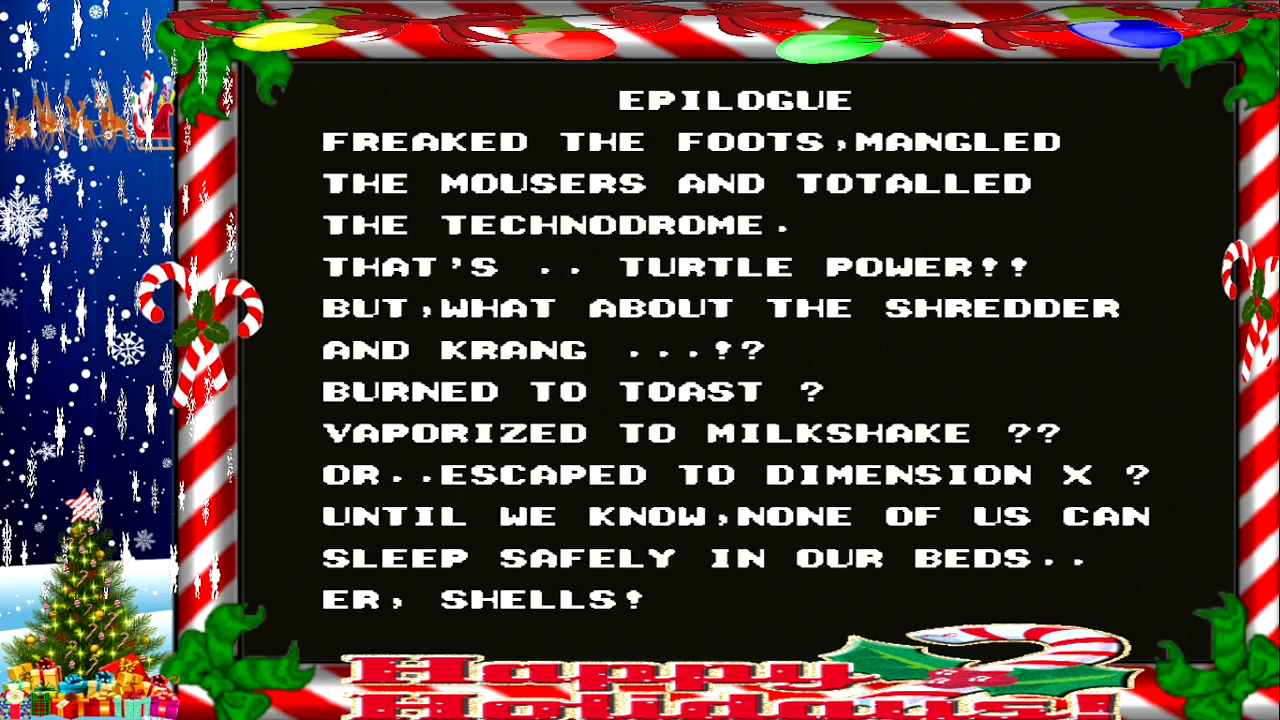 EPILOGUE
FREAKED THE FOOTS,MANGLED
THE MOUSERS AND TOTALLED
THE TECHNODROME.
THAT'S .. TURTLE POWER!!
BUT,WHAT ABOUT THE SHREDDER
AND KRANG ...!?
BURNED TO TOAST ?
VAPORIZED TO MILKSHAKE ??
OR..ESCAPED TO DIMENSION X ?
UNTIL WE KNOW,NONE OF US CAN
SLEEP SAFELY IN OUR BEDS..
ER, SHELLS!
Happy
Holidays!